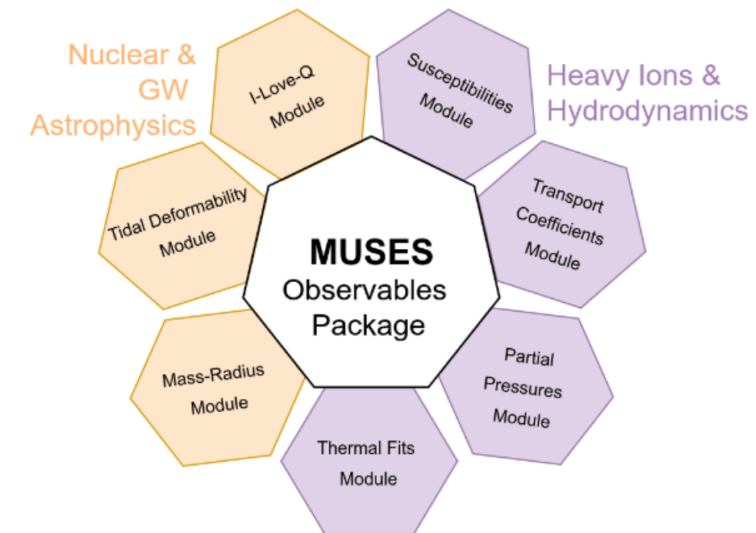 Nuclear &
GW
Astrophysics
I-Love-Q
Module
Susceptibilities
Module
Heavy Ions &
Hydrodynamics
Tidal Deformability
Module
Transport
Coefficients
Module
MUSES
Observables
Package
Mass-Radius
Module
Partial
Pressures
Module
Thermal Fits
Module